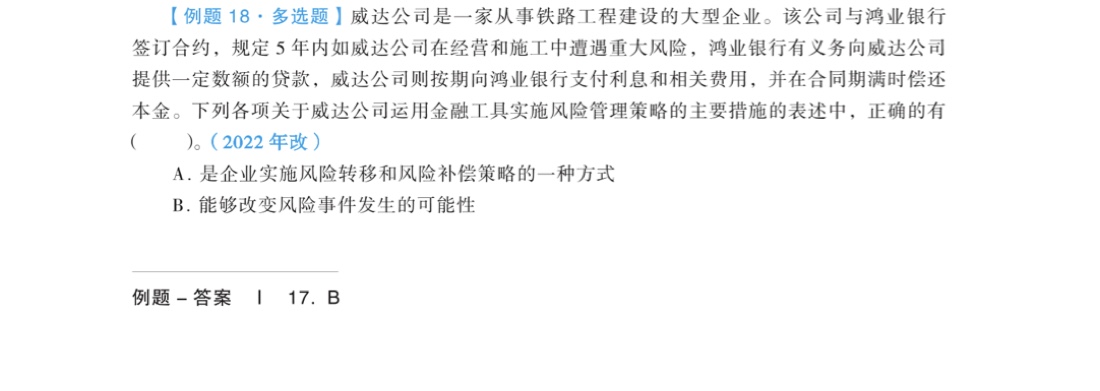 【例题 18·多选题】威达公司是一家从事铁路工程建设的大型企业。该公司与鸿业银行
签订合约，规定 5 年内如威达公司在经营和施工中遭遇重大风险，鸿业银行有义务向威达公司
提供一定数额的贷款，威达公司则按期向鸿业银行支付利息和相关费用，并在合同期满时偿还
本金。下列各项关于威达公司运用金融工具实施风险管理策略的主要措施的表述中，正确的有
(　　)。（2022 年改）
A. 是企业实施风险转移和风险补偿策略的一种方式
B. 能够改变风险事件发生的可能性
例题 – 答案 | 17. B